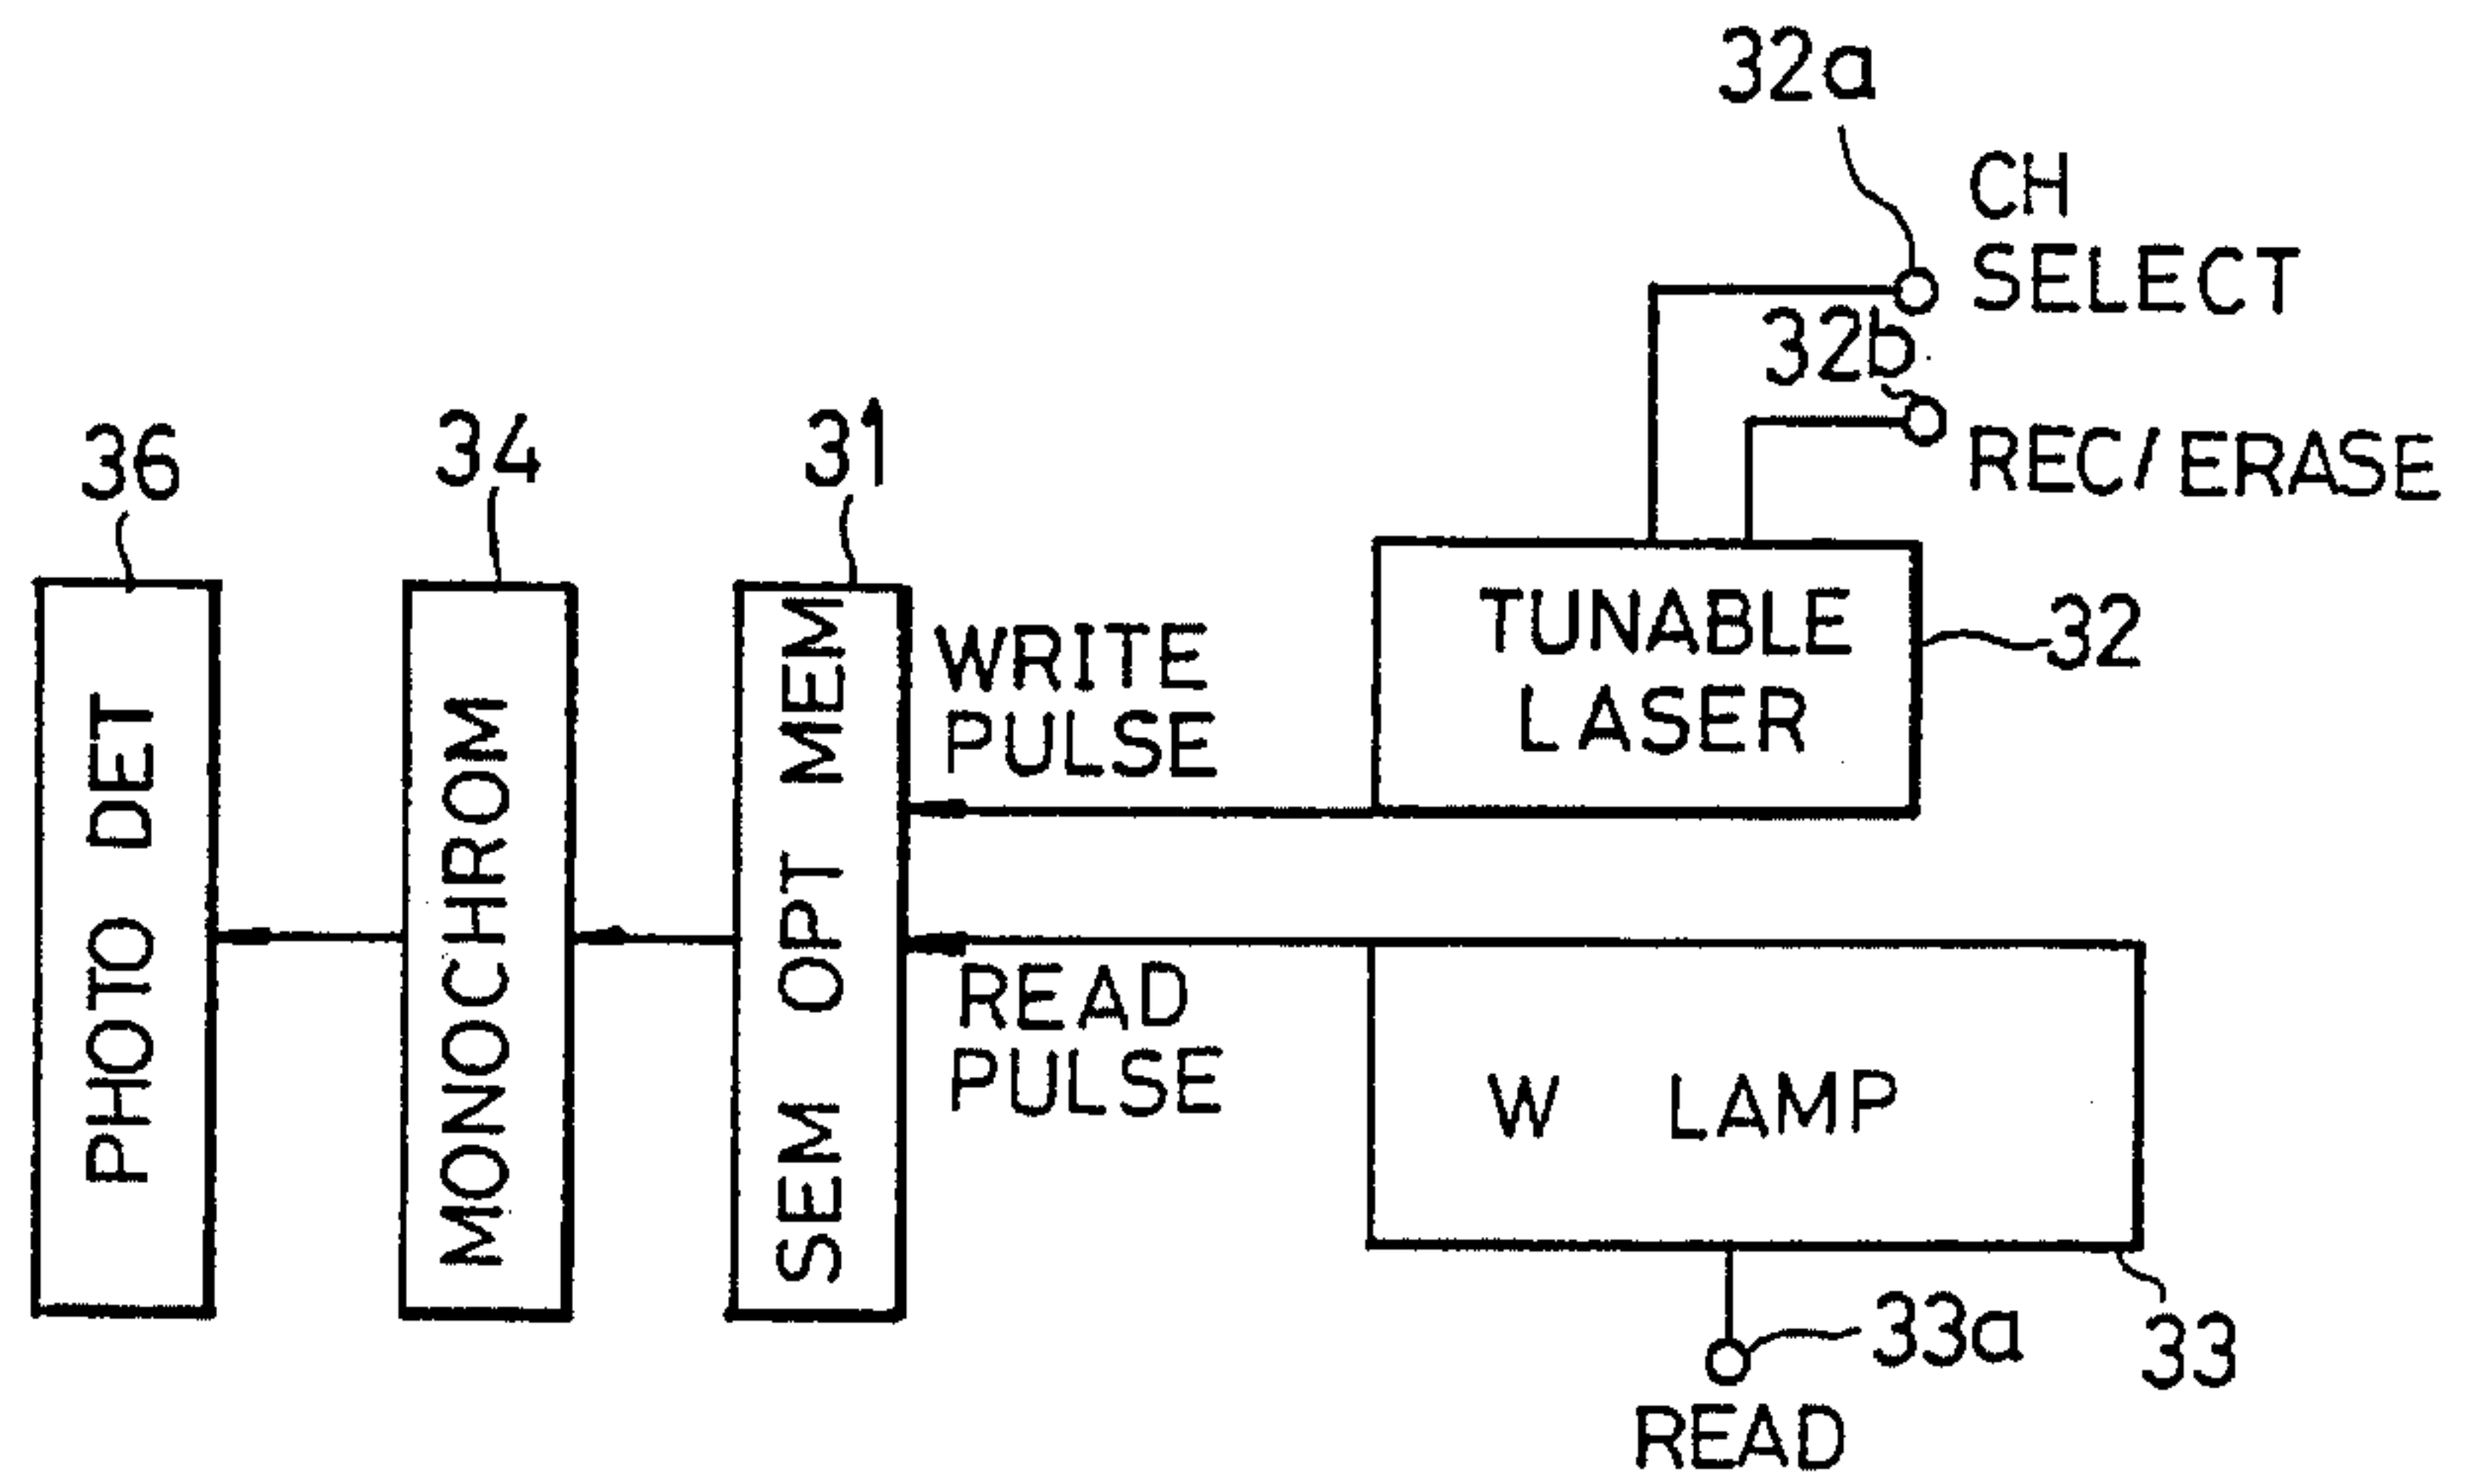 32a
CH
SELECT
32b
REC/ERASE
36
34
31
TUNABLE
LASER
32
WRITE
PULSE
PHOTO DET
MONOCHROM
SEM OPT MEM
READ
PULSE
W LAMP
33a
33
READ